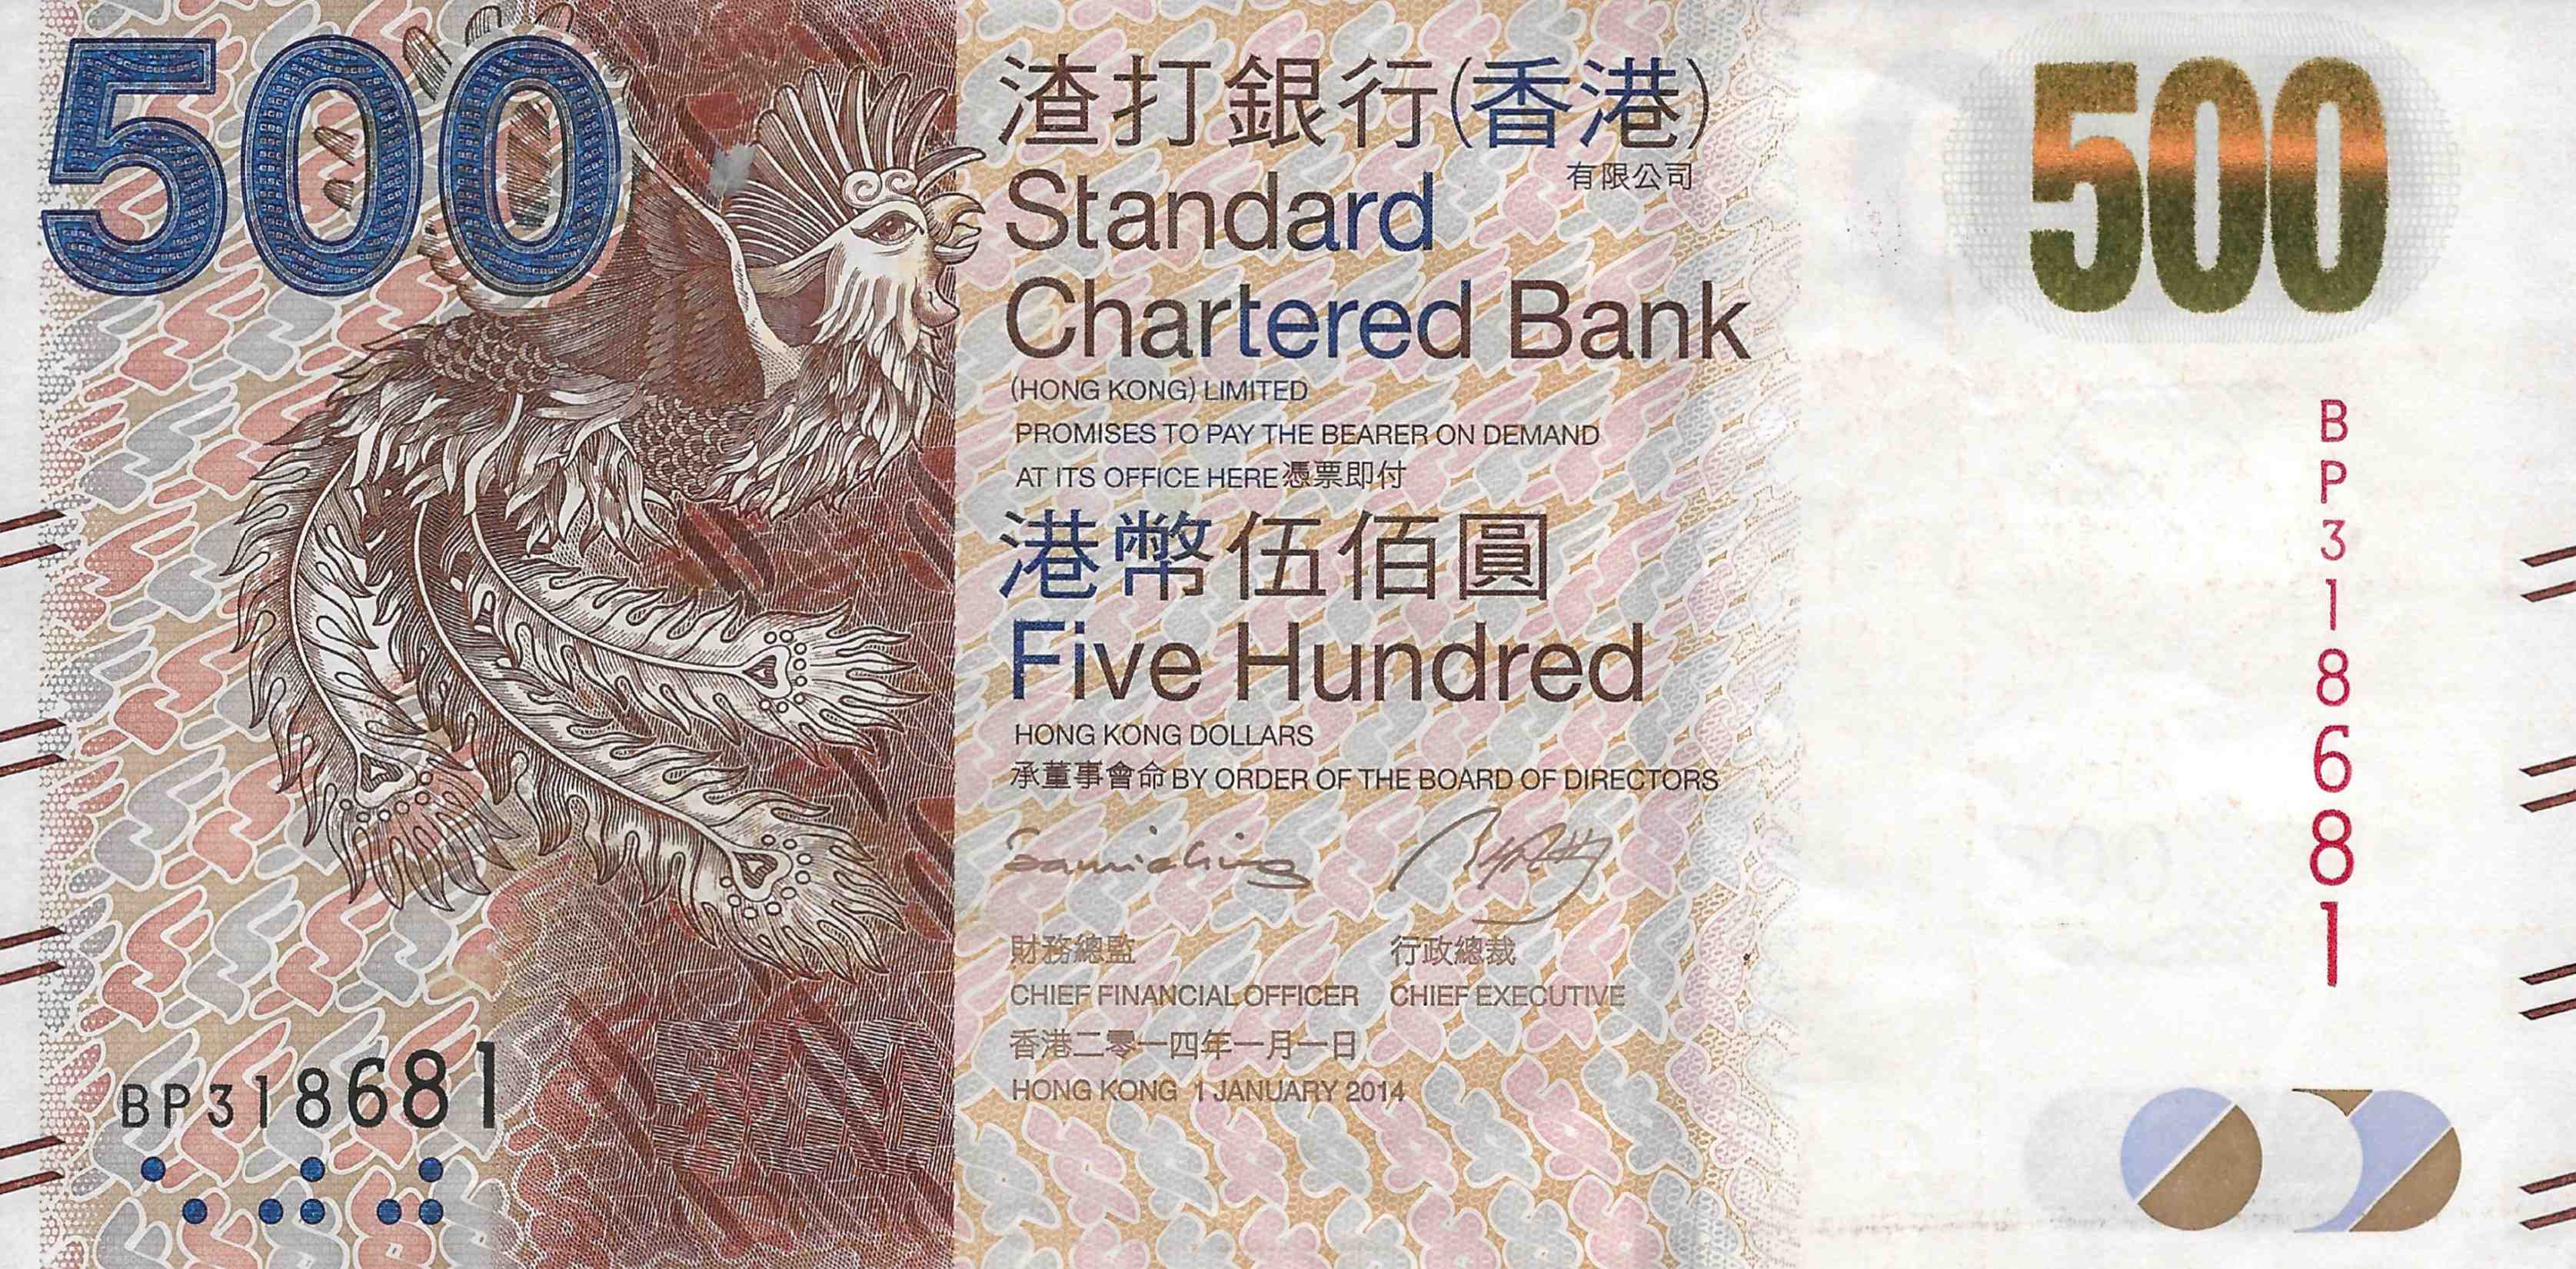 500
渣打銀行(香港)
有限公司
Standard
Chartered Bank
(HONG KONG) LIMITED
PROMISES TO PAY THE BEARER ON DEMAND
AT ITS OFFICE HERE 憑票即付
港幣伍佰圓
Five Hundred
HONG KONG DOLLARS
承董事會命 BY ORDER OF THE BOARD OF DIRECTORS
財務總監 行政總裁
CHIEF FINANCIAL OFFICER CHIEF EXECUTIVE
香港二零一四年一月一日
HONG KONG 1 JANUARY 2014
BP318681
500
BP318681